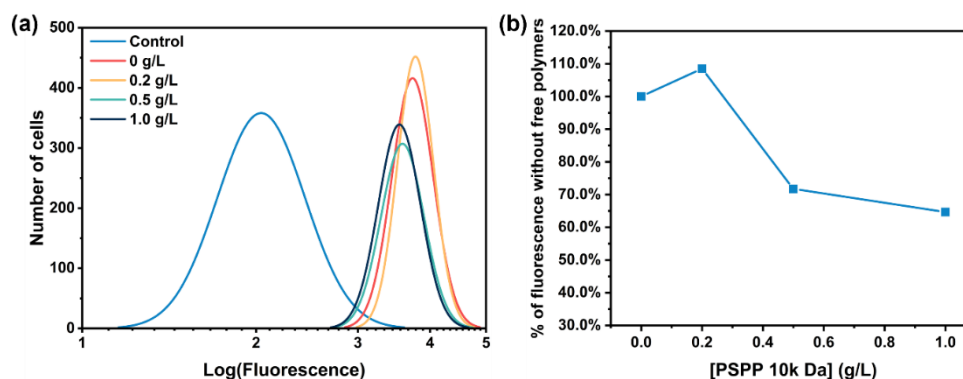 (a)
Control
0 g/L
0.2 g/L
0.5 g/L
1.0 g/L
500
400
300
200
100
0
Number of cells
1
2
3
4
5
Log(Fluorescence)
(b)
120.0%
110.0%
100.0%
90.0%
80.0%
70.0%
60.0%
50.0%
40.0%
30.0%
% of fluorescence without free polymers
0.0
0.2
0.4
0.6
0.8
1.0
[PSPP 10k Da] (g/L)